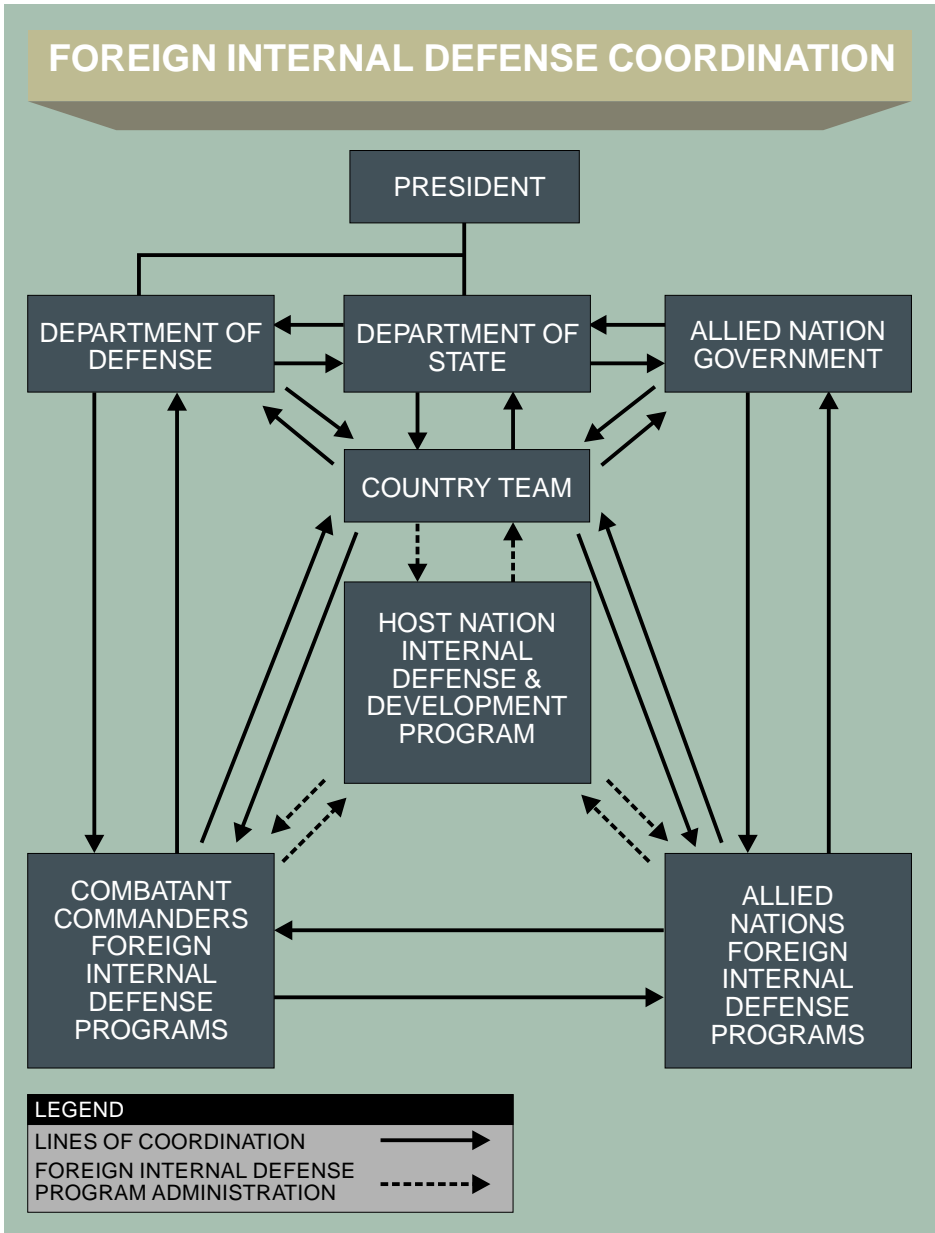 FOREIGN INTERNAL DEFENSE COORDINATION
PRESIDENT
DEPARTMENT OF
DEFENSE
DEPARTMENT OF
STATE
ALLIED NATION
GOVERNMENT
COUNTRY TEAM
HOST NATION
INTERNAL
DEFENSE &
DEVELOPMENT
PROGRAM
COMBATANT
COMMANDERS
FOREIGN
INTERNAL
DEFENSE
PROGRAMS
ALLIED
NATIONS
FOREIGN
INTERNAL
DEFENSE
PROGRAMS
LEGEND
LINES OF COORDINATION
FOREIGN INTERNAL DEFENSE
PROGRAM ADMINISTRATION